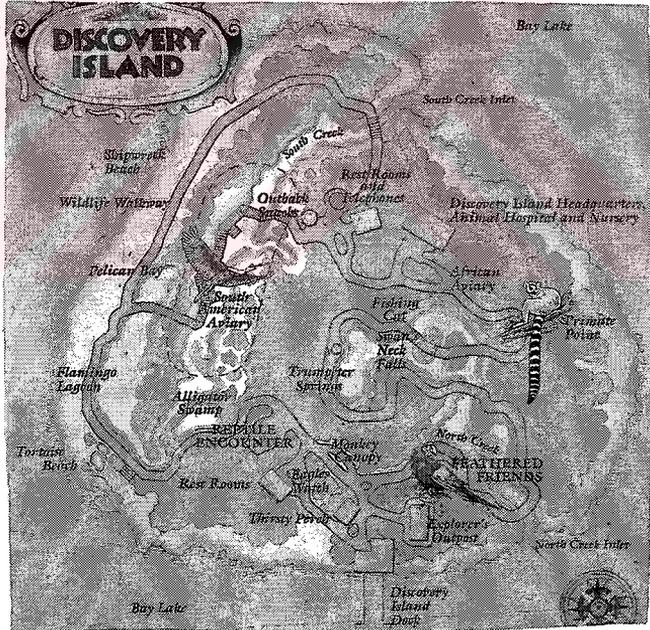 DISCOVERY
ISLAND
Bay Lake
South Creek Inlet
South Creek
Shipwreck
Beach
Rest Rooms
and
Telephones
Outback
Snacks
Wildlife Walkway
Discovery Island Headquarters,
Animal Hospital and Nursery
Pelican Bay
African
Aviary
South
American
Aviary
Fishing
Cat
Primate
Point
Swan's
Neck
Falls
Flamingo
Lagoon
Trumpeter
Springs
Alligator
Swamp
REPTILE
ENCOUNTER
Monkey
Canopy
North Creek
Tortoise
Beach
FEATHERED
FRIENDS
Rest Rooms
Eagles
Watch
Thirsty Perch
Explorer's
Outpost
North Creek Inlet
Bay Lake
Discovery
Island
Dock